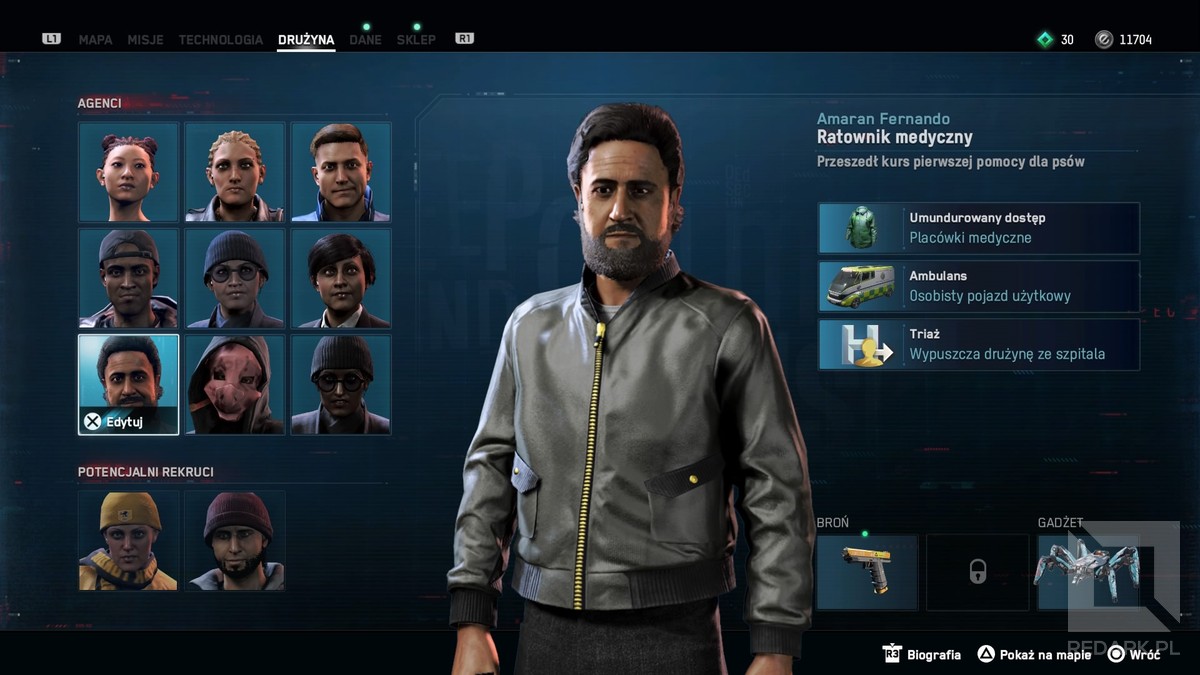 L1 MAPA MISJE TECHNOLOGIA DRUŻYNA DANE SKLEP R1
30 11704
AGENCI
Edytuj
POTENCJALNI REKRUCI
Amaran Fernando
Ratownik medyczny
Przeszedł kurs pierwszej pomocy dla psów
Umundurowany dostęp
Placówki medyczne
Ambulans
Osobisty pojazd użytkowy
Triaż
Wypuszcza drużynę ze szpitala
BROŃ
GADŻET
R3 Biografia Pokaż na mapie Wróć
REDARK.PL